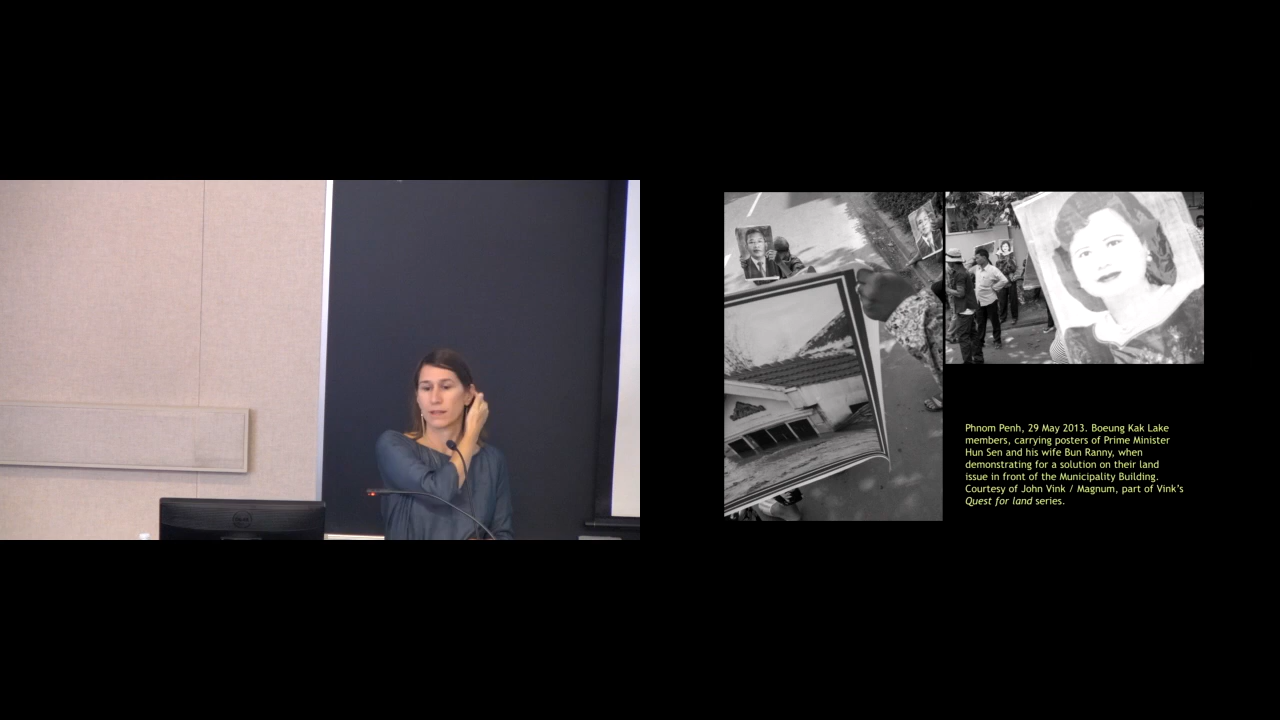 Phnom Penh, 29 May 2013. Boeung Kak Lake
members, carrying posters of Prime Minister
Hun Sen and his wife Bun Ranny, when
demonstrating for a solution on their land
issue in front of the Municipality Building.
Courtesy of John Vink / Magnum, part of Vink's
Quest for land series.